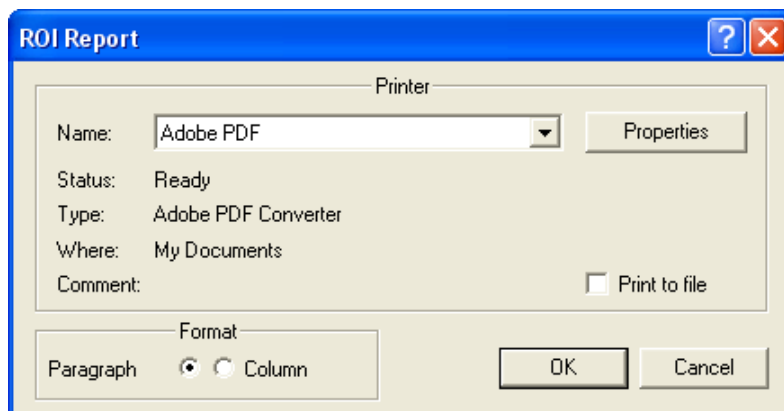 ROI Report
Printer
Name: Adobe PDF Properties
Status: Ready
Type: Adobe PDF Converter
Where: My Documents
Comment: Print to file
Format
Paragraph Column
OK Cancel